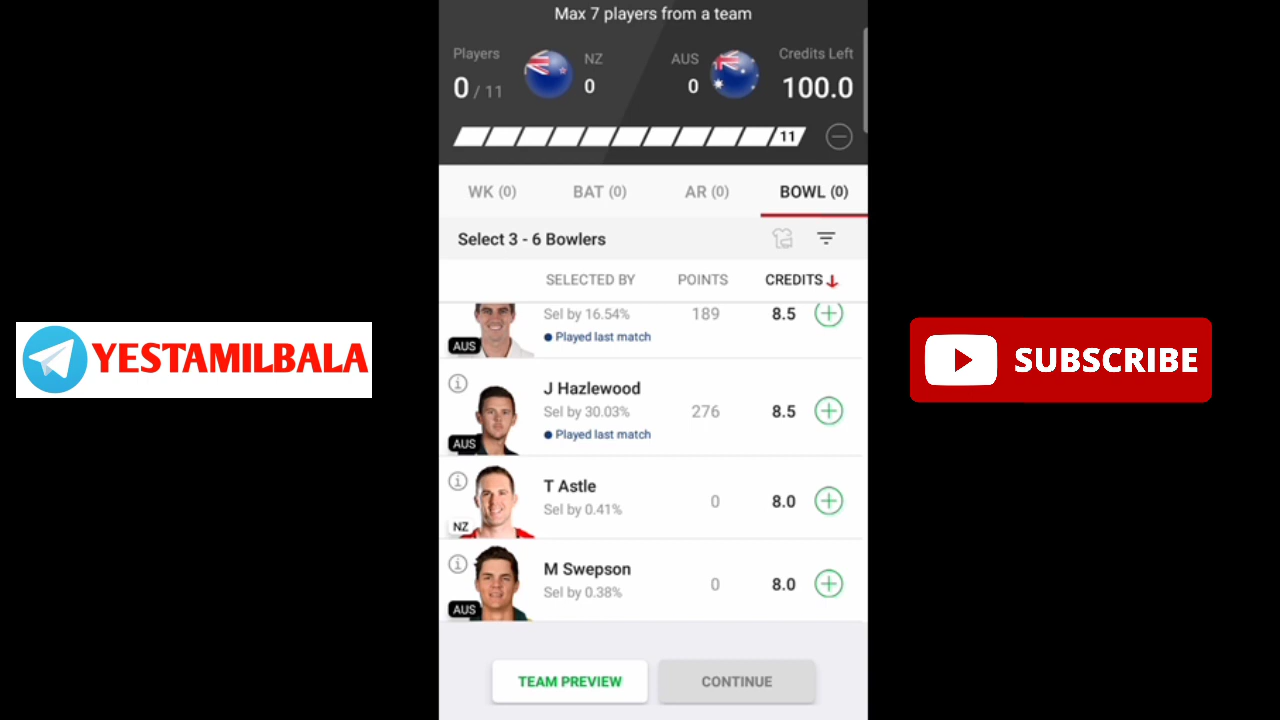 Max 7 players from a team
Players NZ AUS Credits Left
0 / 11 0 0 100.0
11
WK (0) BAT (0) AR (0) BOWL (0)
Select 3 - 6 Bowlers
SELECTED BY POINTS CREDITS
Sel by 16.54% 189 8.5
Played last match
AUS
J Hazlewood
Sel by 30.03% 276 8.5
Played last match
AUS
T Astle
Sel by 0.41% 0 8.0
NZ
M Swepson
Sel by 0.38% 0 8.0
AUS
TEAM PREVIEW CONTINUE
YESTAMILBALA
SUBSCRIBE